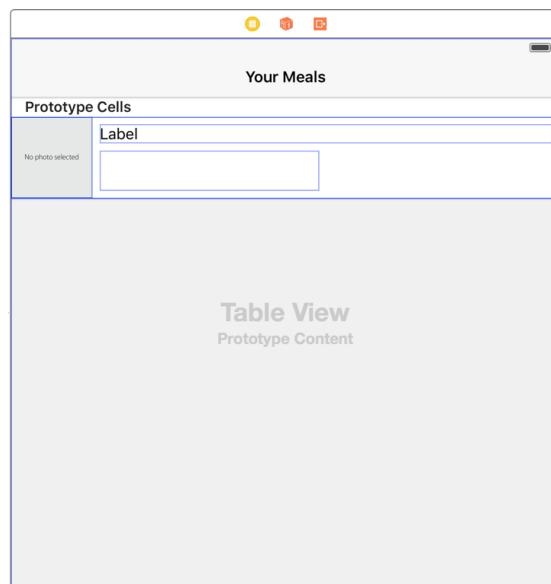 Your Meals
Prototype Cells
Label
No photo selected
Table View
Prototype Content